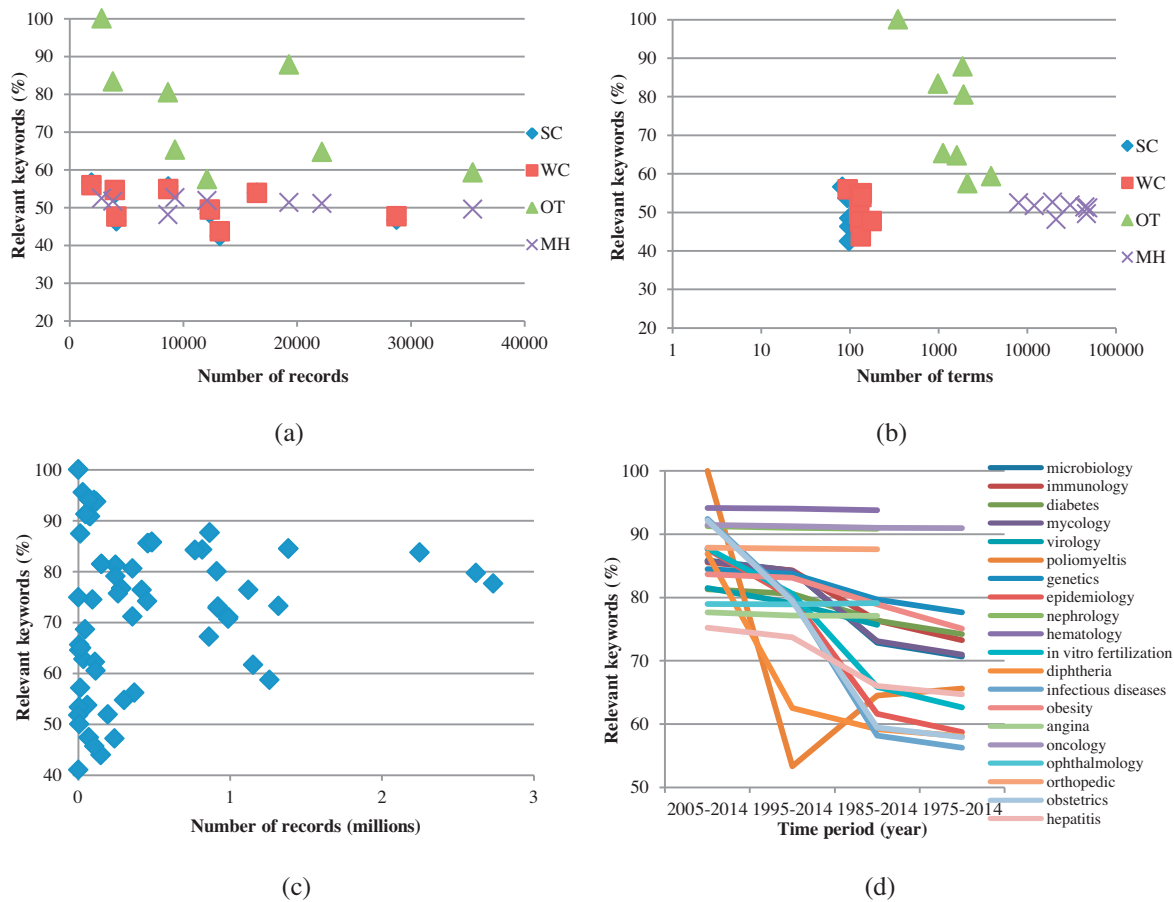 100
90
80
70
60
50
40
30
20
Relevant keywords (%)
0
10000
20000
30000
40000
Number of records
SC
WC
OT
MH
(a)
100
90
80
70
60
50
40
30
20
Relevant keywords (%)
1
10
100
1000
10000
100000
Number of terms
SC
WC
OT
MH
(b)
100
90
80
70
60
50
40
Relevant keywords (%)
0
1
2
3
Number of records (millions)
(c)
100
90
80
70
60
50
Relevant keywords (%)
2005-2014 1995-2014 1985-2014 1975-2014
Time period (year)
microbiology
immunology
diabetes
mycology
virology
poliomyeltis
genetics
epidemiology
nephrology
hematology
in vitro fertilization
diphtheria
infectious diseases
obesity
angina
oncology
ophthalmology
orthopedic
obstetrics
hepatitis
(d)